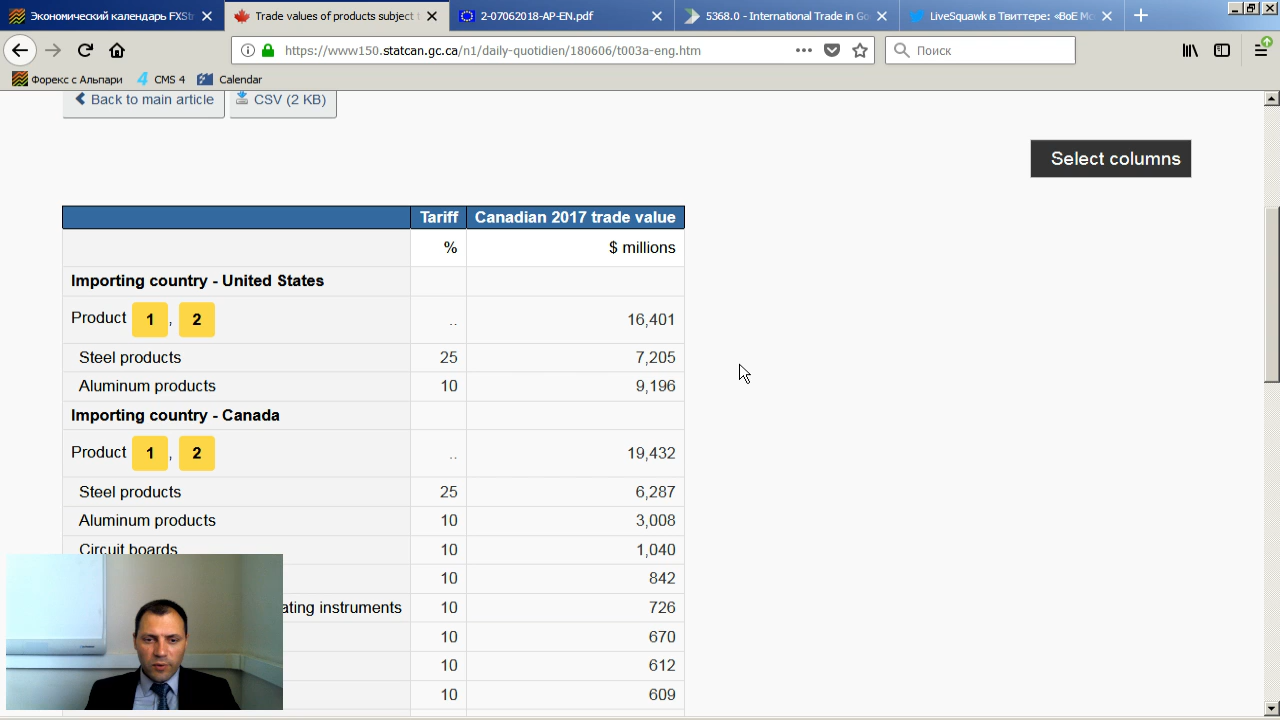 Экономический календарь FXSt
Trade values of products subject t
2-07062018-AP-EN.pdf
5368.0 - International Trade in Go
LiveSquawk в Твиттере: «BoE M
https://www150.statcan.gc.ca/n1/daily-quotidien/180606/t003a-eng.htm
Поиск
Форекс с Альпари
CMS 4
Calendar
Back to main article
CSV (2 KB)
Select columns
Tariff Canadian 2017 trade value
% $ millions
Importing country - United States
Product 1 , 2 .. 16,401
Steel products 25 7,205
Aluminum products 10 9,196
Importing country - Canada
Product 1 , 2 .. 19,432
Steel products 25 6,287
Aluminum products 10 3,008
Circuit boards 10 1,040
10 842
ating instruments 10 726
10 670
10 612
10 609